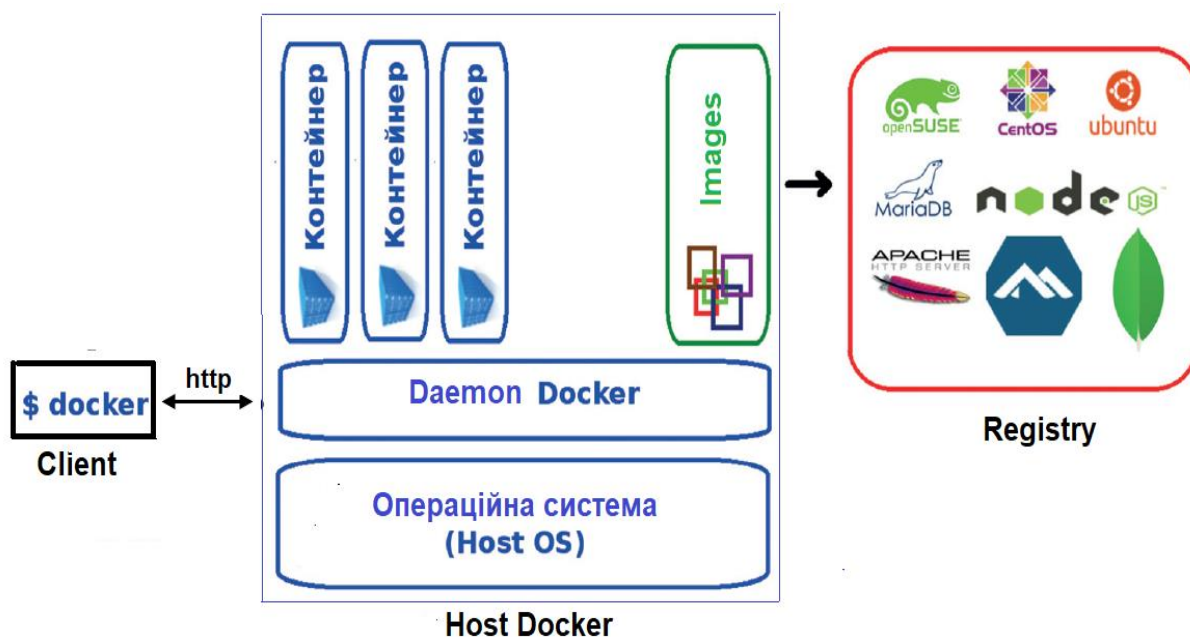 Контейнер
Контейнер
Контейнер
Images
openSUSE
CentOS
ubuntu
MariaDB
node
JS
™
APACHE
HTTP SERVER
$ docker
http
Client
Daemon Docker
Операційна система
(Host OS)
Host Docker
Registry